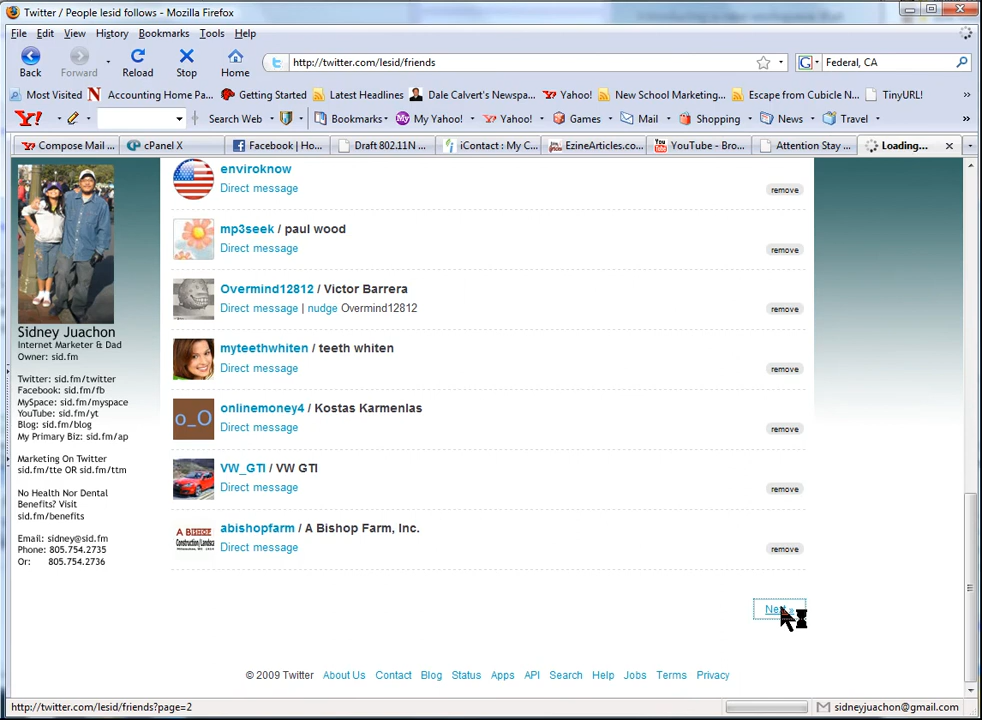 Twitter / People lesid follows - Mozilla Firefox
File Edit View History Bookmarks Tools Help
Back Forward Reload Stop Home http://twitter.com/lesid/friends G Federal, CA
Most Visited N Accounting Home Pa... Getting Started Latest Headlines Dale Calvert's Newspa... Yahoo! New School Marketing... Escape from Cubicle N... TinyURL! »
Y! Search Web Bookmarks My Yahoo! Yahoo! Games Mail Shopping News Travel »
Compose Mail ... cPanel X Facebook | Ho... Draft 802.11N ... iContact : My C... EzineArticles.co... YouTube - Bro... Attention Stay ... Loading...
enviroknow
Direct message
remove
mp3seek / paul wood
Direct message
remove
Overmind12812 / Victor Barrera
Direct message | nudge Overmind12812
remove
myteethwhiten / teeth whiten
Direct message
remove
o_O
onlinemoney4 / Kostas Karmenlas
Direct message
remove
VW_GTI / VW GTI
Direct message
remove
A BISHOP
Construction/Landsca
abishopfarm / A Bishop Farm, Inc.
Direct message
remove
Sidney Juachon
Internet Marketer & Dad
Owner: sid.fm
Twitter: sid.fm/twitter
Facebook: sid.fm/fb
MySpace: sid.fm/myspace
YouTube: sid.fm/yt
Blog: sid.fm/blog
My Primary Biz: sid.fm/ap
Marketing On Twitter
sid.fm/tte OR sid.fm/ttm
No Health Nor Dental
Benefits? Visit
sid.fm/benefits
Email: sidney@sid.fm
Phone: 805.754.2735
Or: 805.754.2736
Next »
© 2009 Twitter About Us Contact Blog Status Apps API Search Help Jobs Terms Privacy
http://twitter.com/lesid/friends?page=2
sidneyjuachon@gmail.com